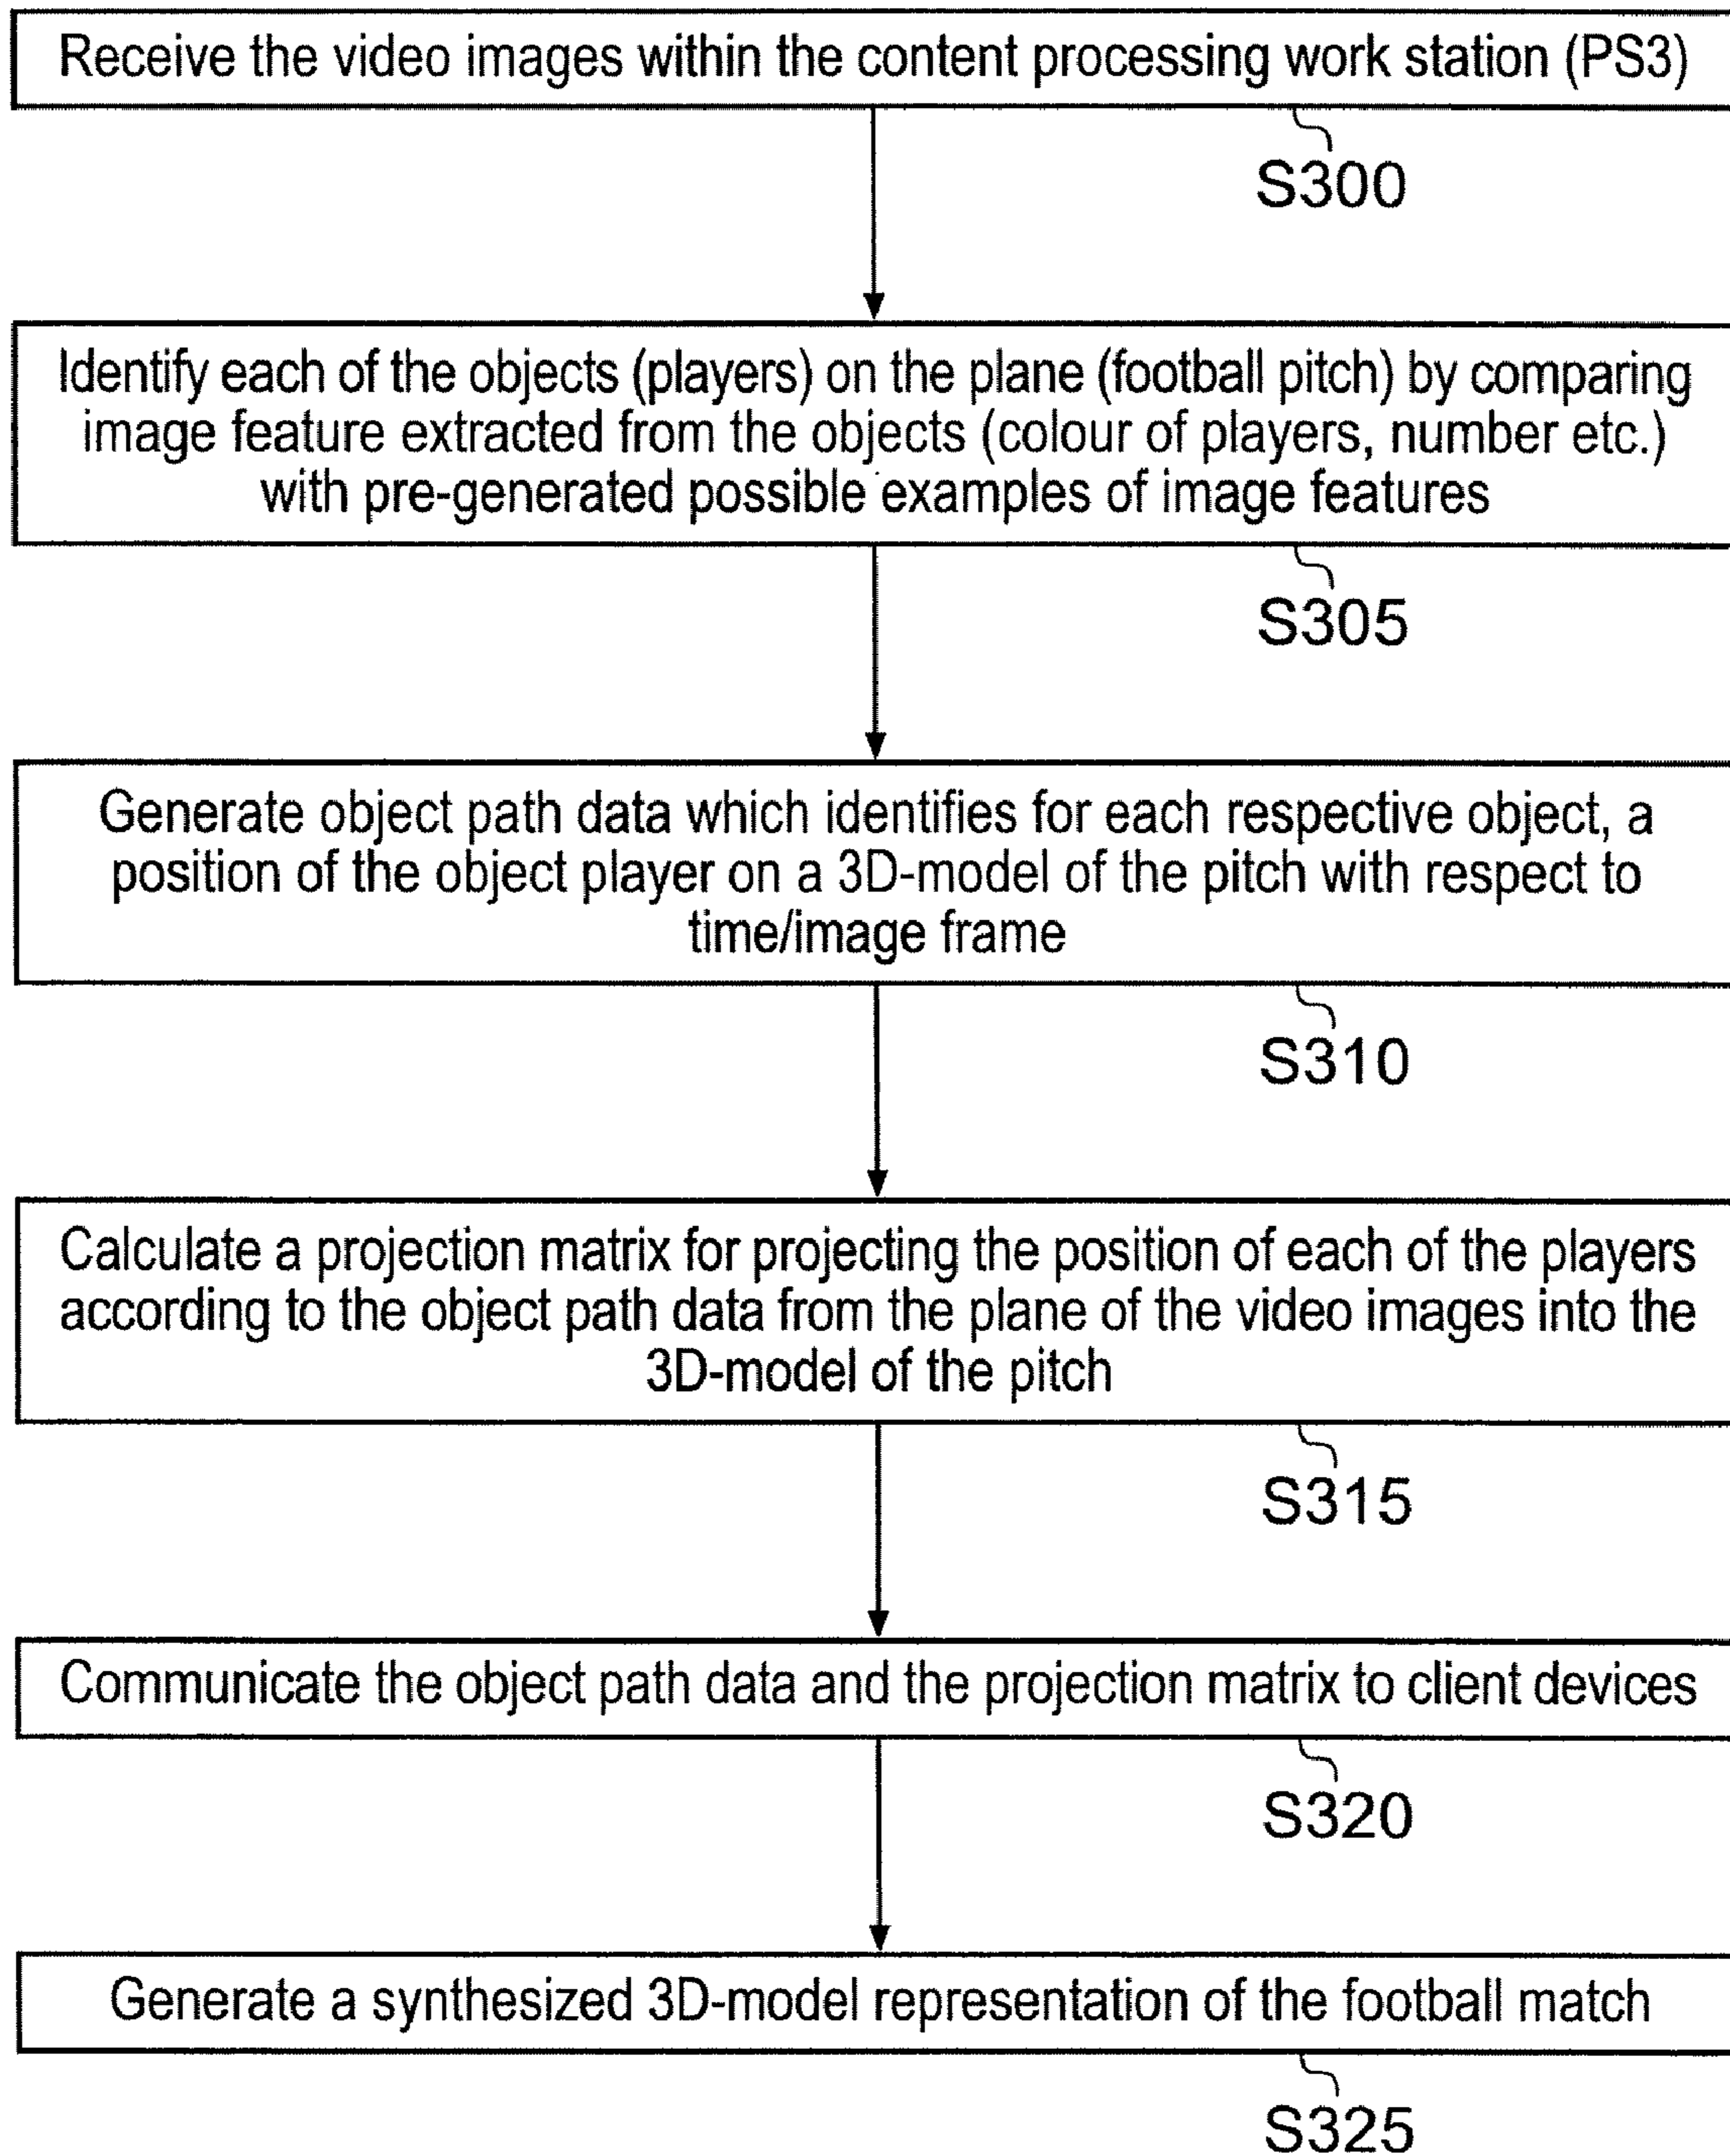 Receive the video images within the content processing work station (PS3)
S300
Identify each of the objects (players) on the plane (football pitch) by comparing
image feature extracted from the objects (colour of players, number etc.)
with pre-generated possible examples of image features
S305
Generate object path data which identifies for each respective object, a
position of the object player on a 3D-model of the pitch with respect to
time/image frame
S310
Calculate a projection matrix for projecting the position of each of the players
according to the object path data from the plane of the video images into the
3D-model of the pitch
S315
Communicate the object path data and the projection matrix to client devices
S320
Generate a synthesized 3D-model representation of the football match
S325